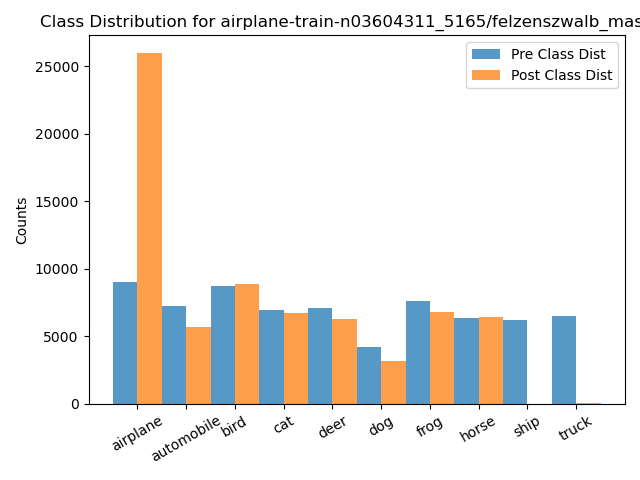 Class Distribution for airplane-train-n03604311_5165/felzenszwalb_mas
Pre Class Dist
Post Class Dist
Counts
25000
20000
15000
10000
5000
0
airplane
automobile
bird
cat
deer
dog
frog
horse
ship
truck